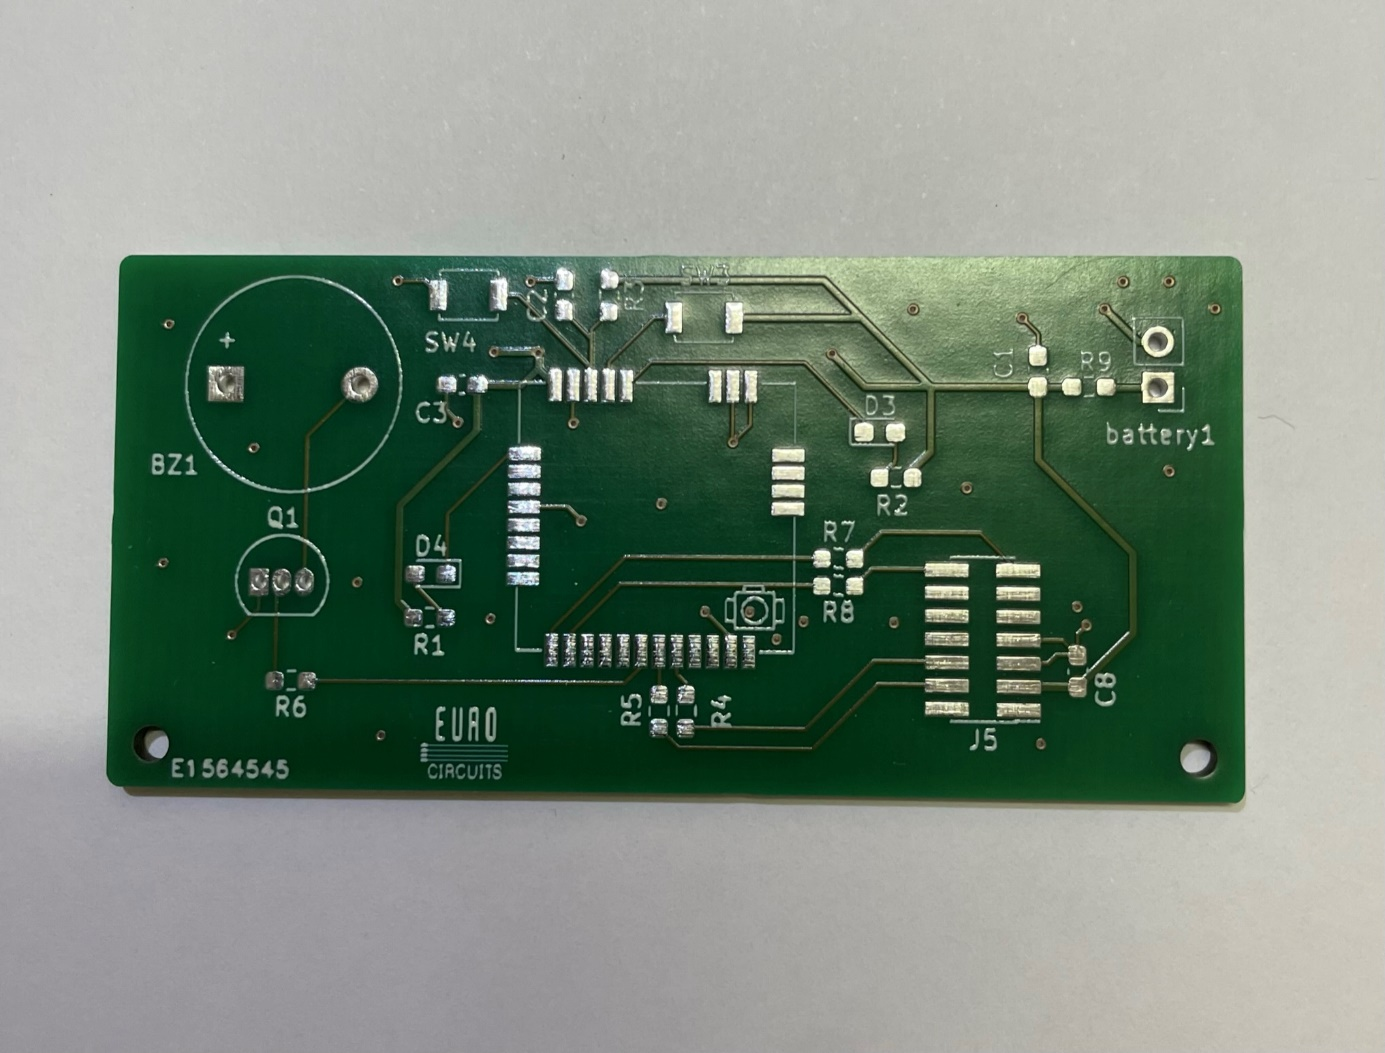 SW3
C2
R3
+
SW4
C1
R9
C3
D3
battery1
BZ1
R2
Q1
R7
D4
R8
R1
R6
R5
R4
C8
J5
EURO
CIRCUITS
E1564545